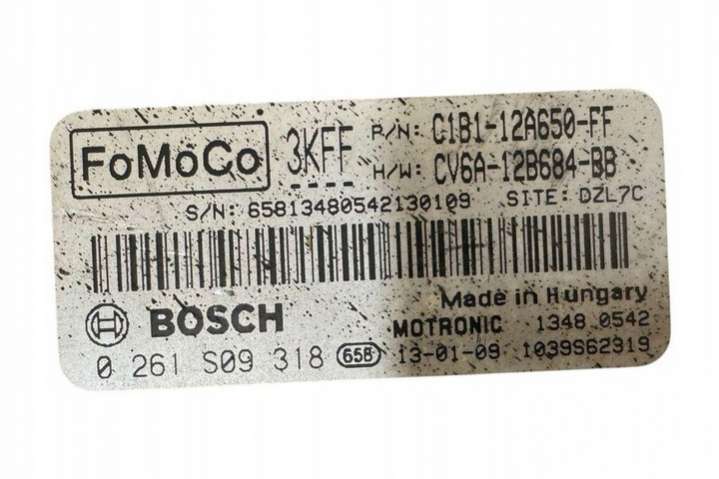 FoMoCo 3KFF P/N: C1B1-12A650-FF
H/W: CV6A-12B684-BB
S/N: 65813480542130109 SITE: DZL7C
Made in Hungary
BOSCH MOTRONIC 1348 0542
0 261 S09 318 658 13-01-09 1039S62319